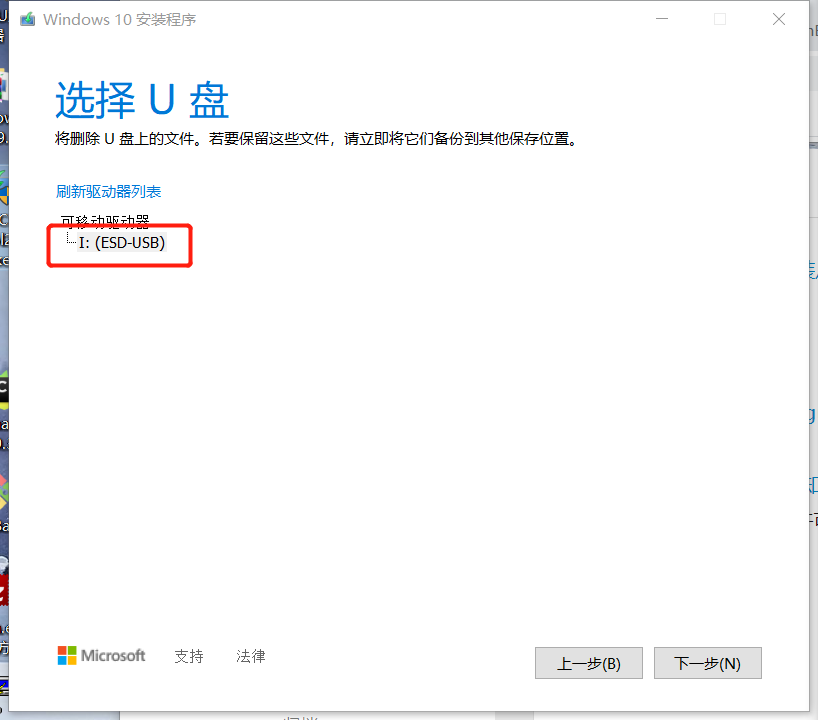 Windows 10 安装程序
选择 U 盘
将删除 U 盘上的文件。若要保留这些文件，请立即将它们备份到其他保存位置。
刷新驱动器列表
可移动驱动器
I: (ESD-USB)
Microsoft 支持 法律
上一步(B) 下一步(N)